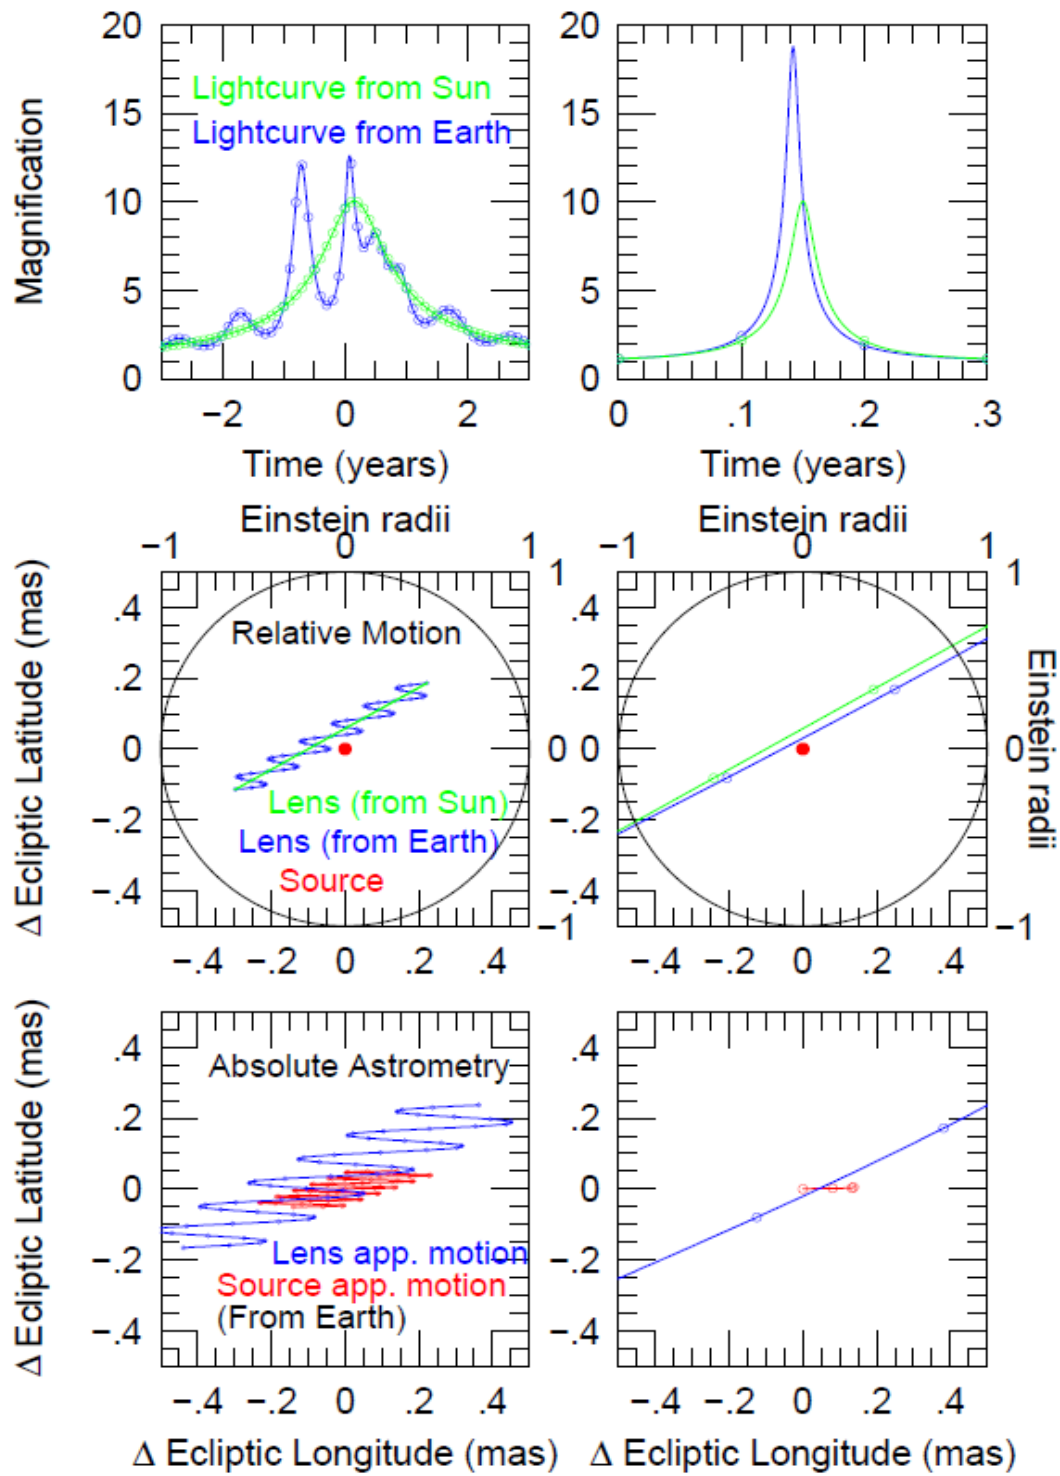 20
15
10
5
0
Magnification
Lightcurve from Sun
Lightcurve from Earth
−2 0 2
Time (years)
20
15
10
5
0
0 .1 .2 .3
Time (years)
Einstein radii
−1 0 1
Einstein radii
−1 0 1
Δ Ecliptic Latitude (mas)
.4
.2
0
−.2
−.4
Relative Motion
Lens (from Sun)
Lens (from Earth)
Source
1
0
−1
−.4 −.2 0 .2 .4
.4
.2
0
−.2
−.4
1
0
−1
Einstein radii
−.4 −.2 0 .2 .4
Δ Ecliptic Latitude (mas)
.4
.2
0
−.2
−.4
Absolute Astrometry
Lens app. motion
Source app. motion
(From Earth)
−.4 −.2 0 .2 .4
Δ Ecliptic Longitude (mas)
.4
.2
0
−.2
−.4
−.4 −.2 0 .2 .4
Δ Ecliptic Longitude (mas)